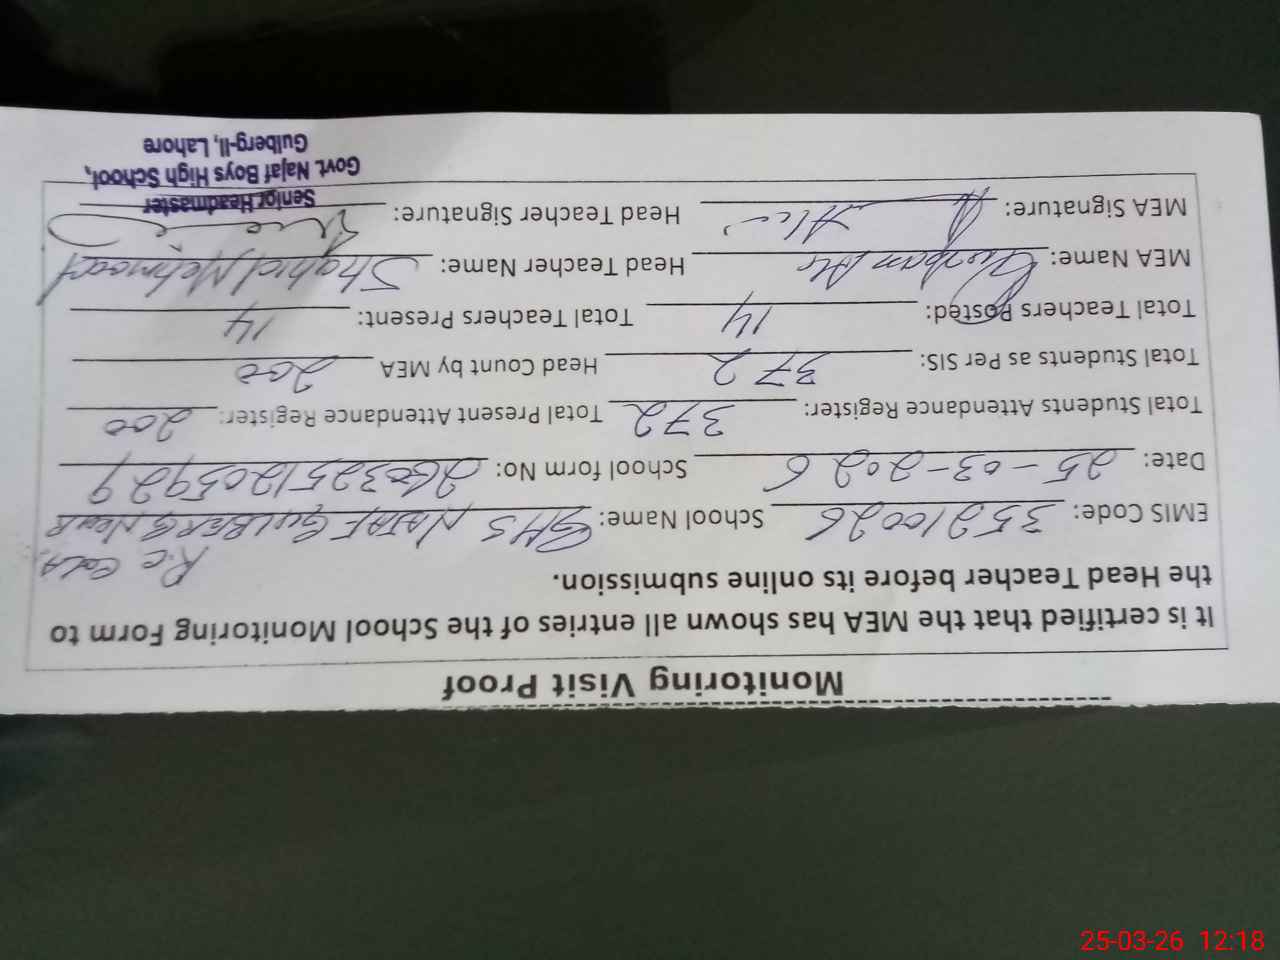 Monitoring Visit Proof
It is certified that the MEA has shown all entries of the School Monitoring Form to
the Head Teacher before its online submission.
EMIS Code: 35210026 School Name: GHS NAJAF GULBERG Near
Date: 25-03-2026 School form No: 260325120592
Total Students Attendance Register: 372 Total Present Attendance Register: 200
Total Students as Per SIS: 372 Head Count by MEA 200
Total Teachers Posted: 14 Total Teachers Present: 14
MEA Name: Qurban Ali Head Teacher Name: Shahid Mehmood
MEA Signature: Head Teacher Signature:
Senior Headmaster
Govt. Najaf Boys High School,
Gulberg-II, Lahore
25-03-26 12:18